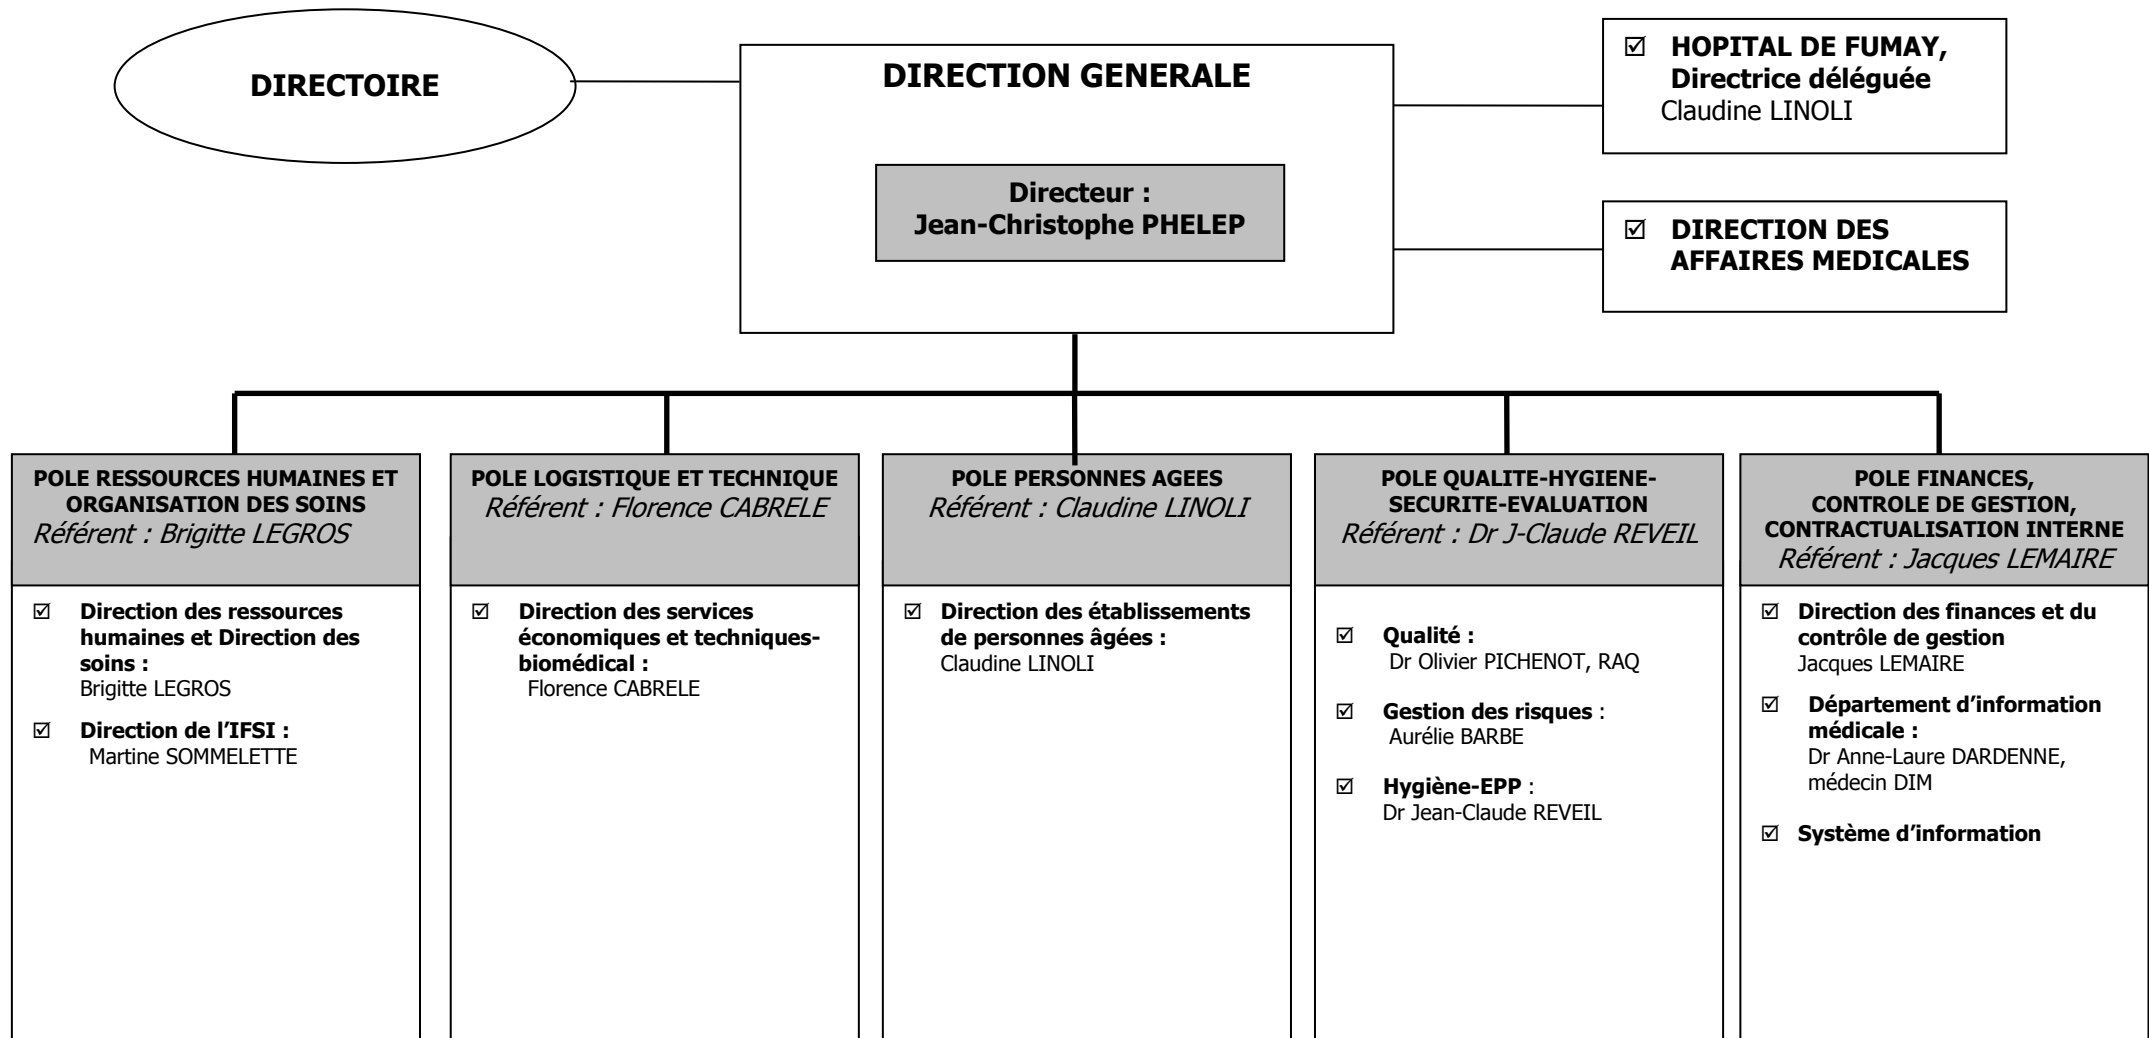 DIRECTOIRE
DIRECTION GENERALE
Directeur :
Jean-Christophe PHELEP
☑ HOPITAL DE FUMAY,
Directrice déléguée
Claudine LINOLI
☑ DIRECTION DES
AFFAIRES MEDICALES
POLE RESSOURCES HUMAINES ET
ORGANISATION DES SOINS
Référent : Brigitte LEGROS
☑ Direction des ressources
humaines et Direction des
soins :
Brigitte LEGROS
☑ Direction de l’IFSI :
Martine SOMMELETTE
POLE LOGISTIQUE ET TECHNIQUE
Référent : Florence CABRELE
☑ Direction des services
économiques et techniques-
biomédical :
Florence CABRELE
POLE PERSONNES AGEES
Référent : Claudine LINOLI
☑ Direction des établissements
de personnes âgées :
Claudine LINOLI
POLE QUALITE-HYGIENE-
SECURITE-EVALUATION
Référent : Dr J-Claude REVEIL
☑ Qualité :
Dr Olivier PICHENOT, RAQ
☑ Gestion des risques :
Aurélie BARBE
☑ Hygiène-EPP :
Dr Jean-Claude REVEIL
POLE FINANCES,
CONTROLE DE GESTION,
CONTRACTUALISATION INTERNE
Référent : Jacques LEMAIRE
☑ Direction des finances et du
contrôle de gestion
Jacques LEMAIRE
☑ Département d’information
médicale :
Dr Anne-Laure DARDENNE,
médecin DIM
☑ Système d’information